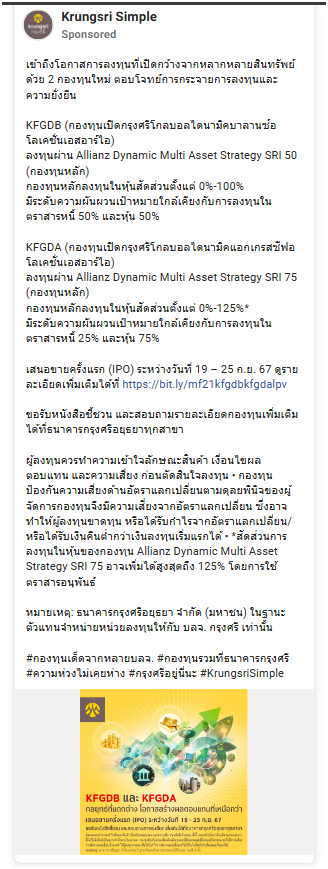 Krungsri Simple
Sponsored
เข้าถึงโอกาสการลงทุนที่เปิดกว้างจากหลากหลายสินทรัพย์
ด้วย 2 กองทุนใหม่ ตอบโจทย์การกระจายการลงทุนและ
ความยั่งยืน
KFGDB (กองทุนเปิดกรุงศรีโกลบอลไดนามิคบาลานซ์อ
โลเคชั่นเอสอาร์ไอ)
ลงทุนผ่าน Allianz Dynamic Multi Asset Strategy SRI 50
(กองทุนหลัก)
กองทุนหลักลงทุนในหุ้นสัดส่วนตั้งแต่ 0%-100%
มีระดับความผันผวนเป้าหมายใกล้เคียงกับการลงทุนใน
ตราสารหนี้ 50% และหุ้น 50%
KFGDA (กองทุนเปิดกรุงศรีโกลบอลไดนามิคแอกเกรสซีฟอ
โลเคชั่นเอสอาร์ไอ)
ลงทุนผ่าน Allianz Dynamic Multi Asset Strategy SRI 75
(กองทุนหลัก)
กองทุนหลักลงทุนในหุ้นสัดส่วนตั้งแต่ 0%-125%*
มีระดับความผันผวนเป้าหมายใกล้เคียงกับการลงทุนใน
ตราสารหนี้ 25% และหุ้น 75%
เสนอขายครั้งแรก (IPO) ระหว่างวันที่ 19 – 25 ก.ย. 67 ดูราย
ละเอียดเพิ่มเติมได้ที่ https://bit.ly/mf21kfgdbkfgdalpv
ขอรับหนังสือชี้ชวน และสอบถามรายละเอียดกองทุนเพิ่มเติม
ได้ที่ธนาคารกรุงศรีอยุธยาทุกสาขา
ผู้ลงทุนควรทำความเข้าใจลักษณะสินค้า เงื่อนไขผล
ตอบแทน และความเสี่ยง ก่อนตัดสินใจลงทุน • กองทุน
ป้องกันความเสี่ยงด้านอัตราแลกเปลี่ยนตามดุลยพินิจของผู้
จัดการกองทุนจึงมีความเสี่ยงจากอัตราแลกเปลี่ยน ซึ่งอาจ
ทำให้ผู้ลงทุนขาดทุน หรือได้รับกำไรจากอัตราแลกเปลี่ยน/
หรือได้รับเงินคืนต่ำกว่าเงินลงทุนเริ่มแรกได้ • *สัดส่วนการ
ลงทุนในหุ้นของกองทุน Allianz Dynamic Multi Asset
Strategy SRI 75 อาจเพิ่มได้สูงสุดถึง 125% โดยการใช้
ตราสารอนุพันธ์
หมายเหตุ: ธนาคารกรุงศรีอยุธยา จำกัด (มหาชน) ในฐานะ
ตัวแทนจำหน่ายหน่วยลงทุนให้กับ บลจ. กรุงศรี เท่านั้น
#กองทุนเด็ดจากหลายบลจ. #กองทุนรวมที่ธนาคารกรุงศรี
#ความห่วงไม่เคยห่าง #กรุงศรีอยู่นี่นะ #KrungsriSimple
KFGDB และ KFGDA
กลยุทธ์ที่แตกต่าง โอกาสสร้างผลตอบแทนที่เหนือกว่า
เสนอขายครั้งแรก (IPO) ระหว่างวันที่ 19 - 25 ก.ย. 67